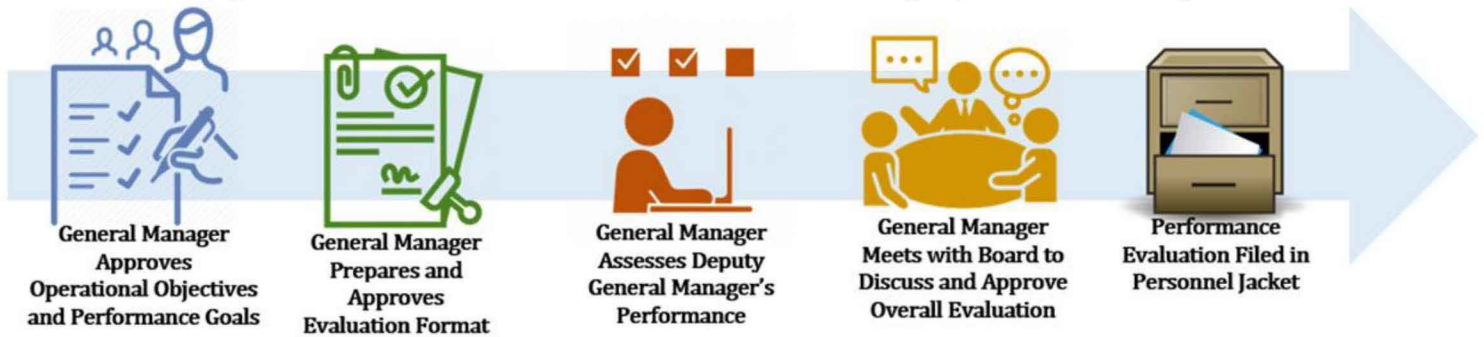 General Manager
Approves
Operational Objectives
and Performance Goals
General Manager
Prepares and
Approves
Evaluation Format
General Manager
Assesses Deputy
General Manager's
Performance
General Manager
Meets with Board to
Discuss and Approve
Overall Evaluation
Performance
Evaluation Filed in
Personnel Jacket